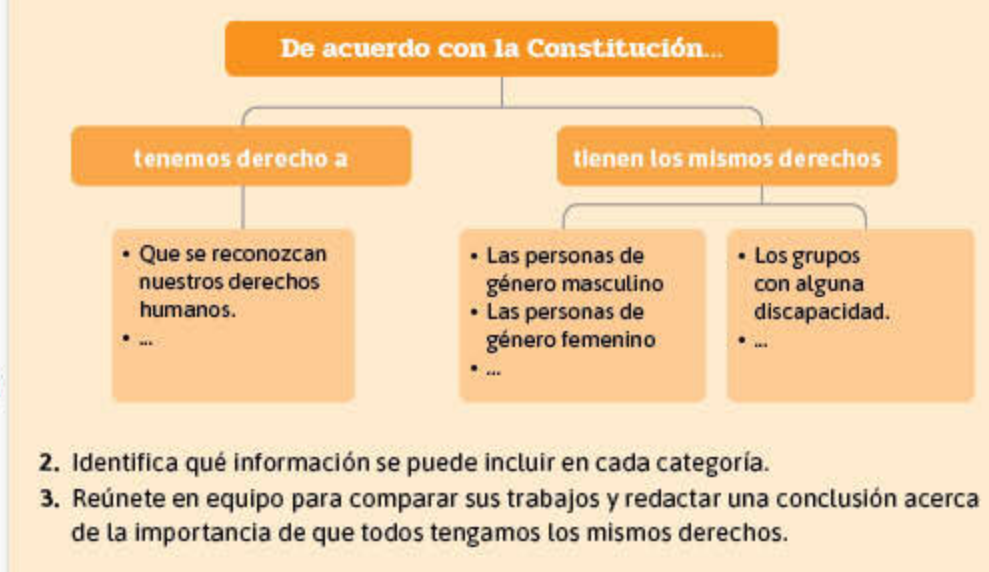 De acuerdo con la Constitución...
tenemos derecho a
tienen los mismos derechos
• Que se reconozcan
nuestros derechos
humanos.
• ...
• Las personas de
género masculino
• Las personas de
género femenino
• ...
• Los grupos
con alguna
discapacidad.
• ...
2. Identifica qué información se puede incluir en cada categoría.
3. Reúnete en equipo para comparar sus trabajos y redactar una conclusión acerca
de la importancia de que todos tengamos los mismos derechos.